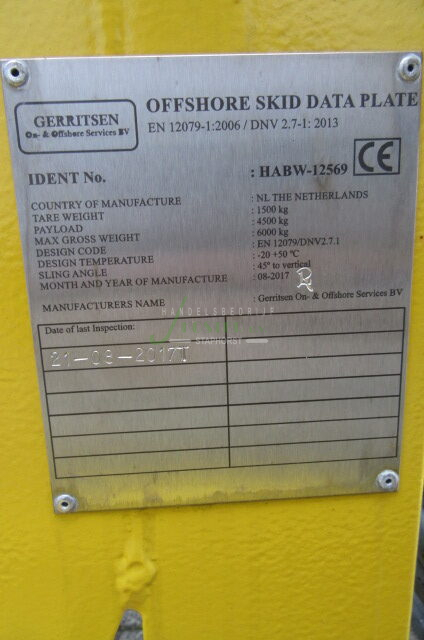 GERRITSEN
On- & Offshore Services BV
OFFSHORE SKID DATA PLATE
EN 12079-1:2006 / DNV 2.7-1: 2013
IDENT No. : HABW-12569 CE
COUNTRY OF MANUFACTURE : NL THE NETHERLANDS
TARE WEIGHT : 1500 kg
PAYLOAD : 4500 kg
MAX GROSS WEIGHT : 6000 kg
DESIGN CODE : EN 12079/DNV2.7.1
DESIGN TEMPERATURE : -20 +50 °C
SLING ANGLE : 45° to vertical
MONTH AND YEAR OF MANUFACTURE : 08-2017
MANUFACTURERS NAME : Gerritsen On- & Offshore Services BV
HANDELSBEDRIJF
STAPHORST
Date of last Inspection:
21-08-2017T